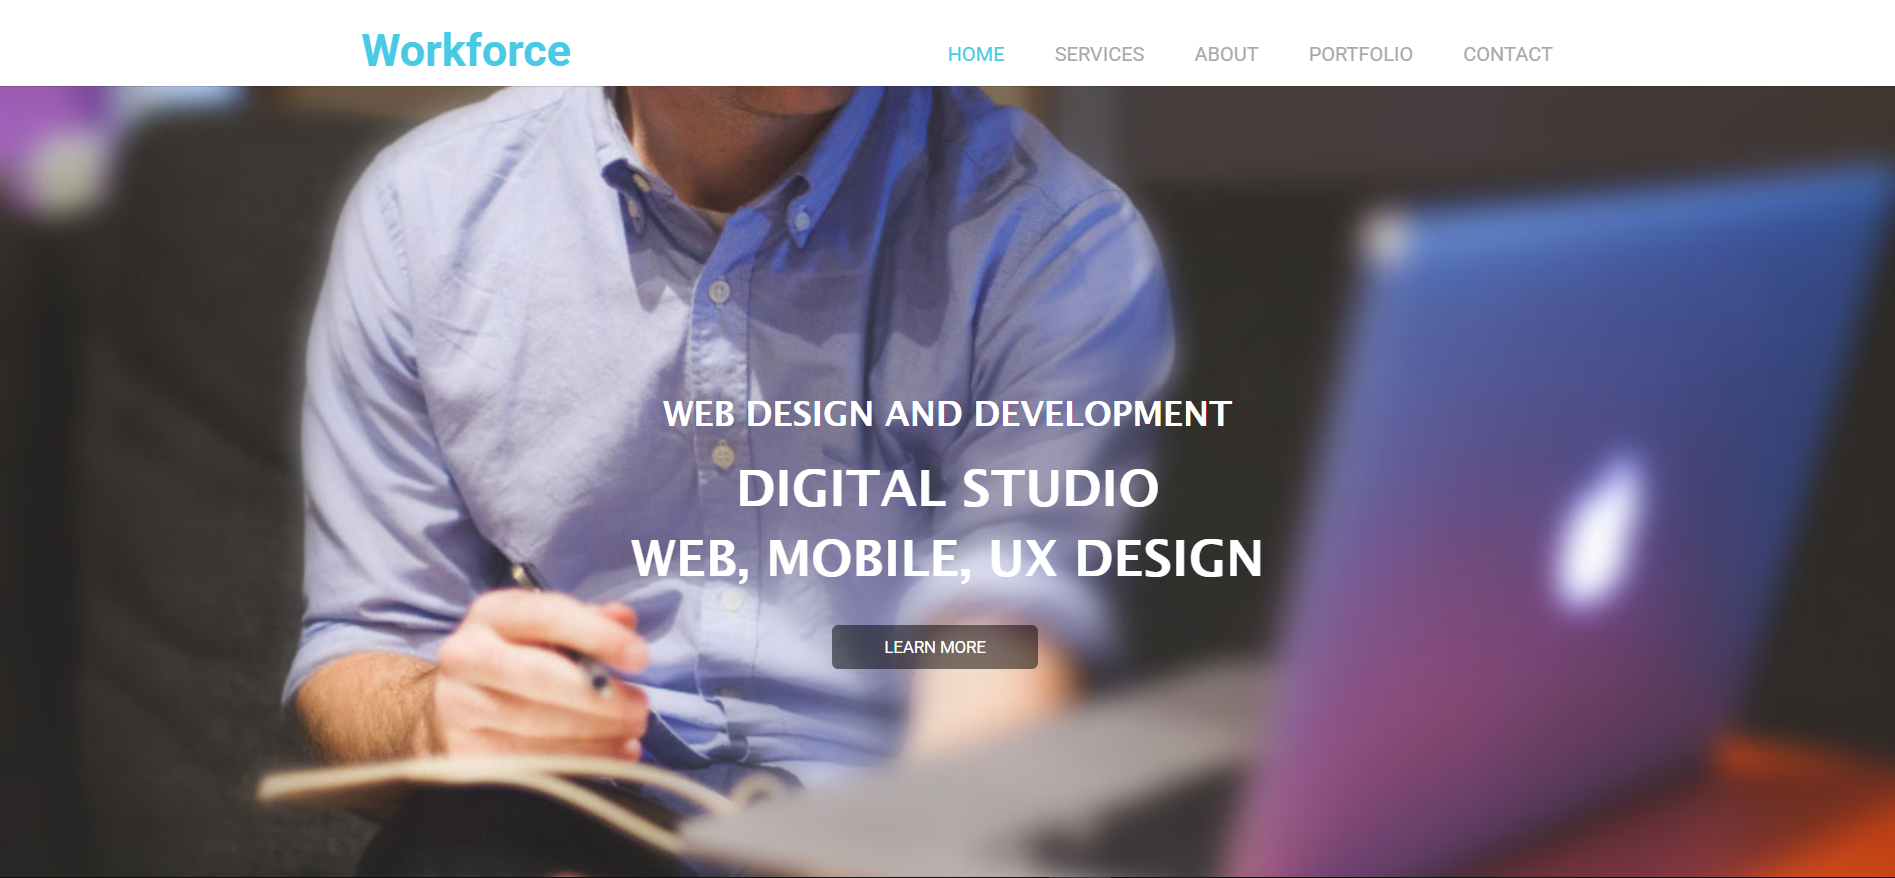 Workforce
HOME SERVICES ABOUT PORTFOLIO CONTACT
WEB DESIGN AND DEVELOPMENT
DIGITAL STUDIO
WEB, MOBILE, UX DESIGN
LEARN MORE